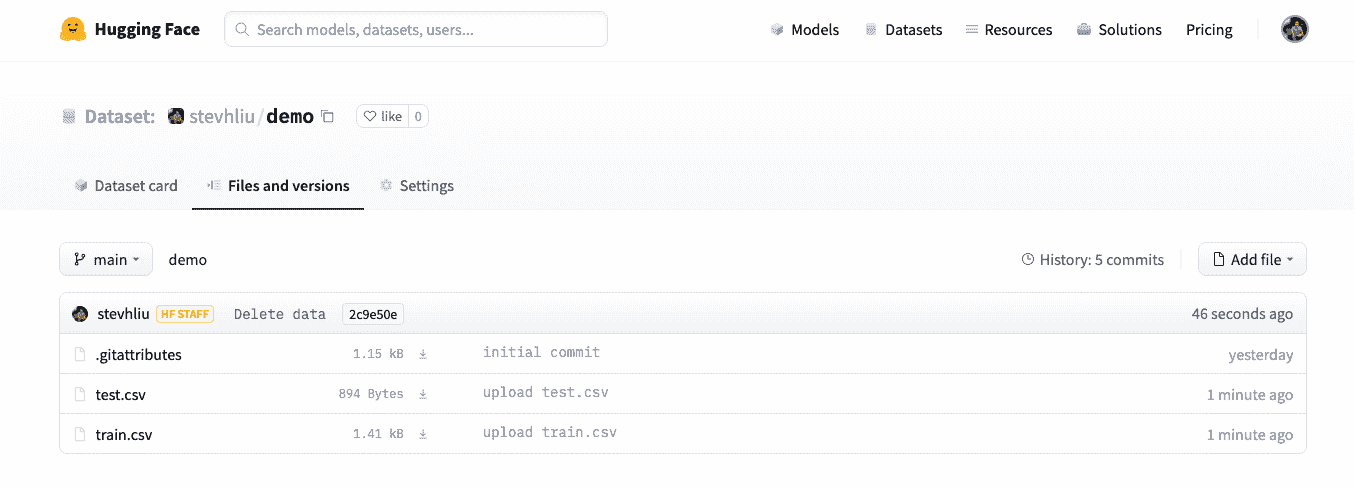 Hugging Face Search models, datasets, users... Models Datasets Resources Solutions Pricing
Dataset: stevhliu/demo like 0
Dataset card Files and versions Settings
main demo History: 5 commits Add file
stevhliu HF STAFF Delete data 2c9e50e 46 seconds ago
.gitattributes 1.15 kB initial commit yesterday
test.csv 894 Bytes upload test.csv 1 minute ago
train.csv 1.41 kB upload train.csv 1 minute ago